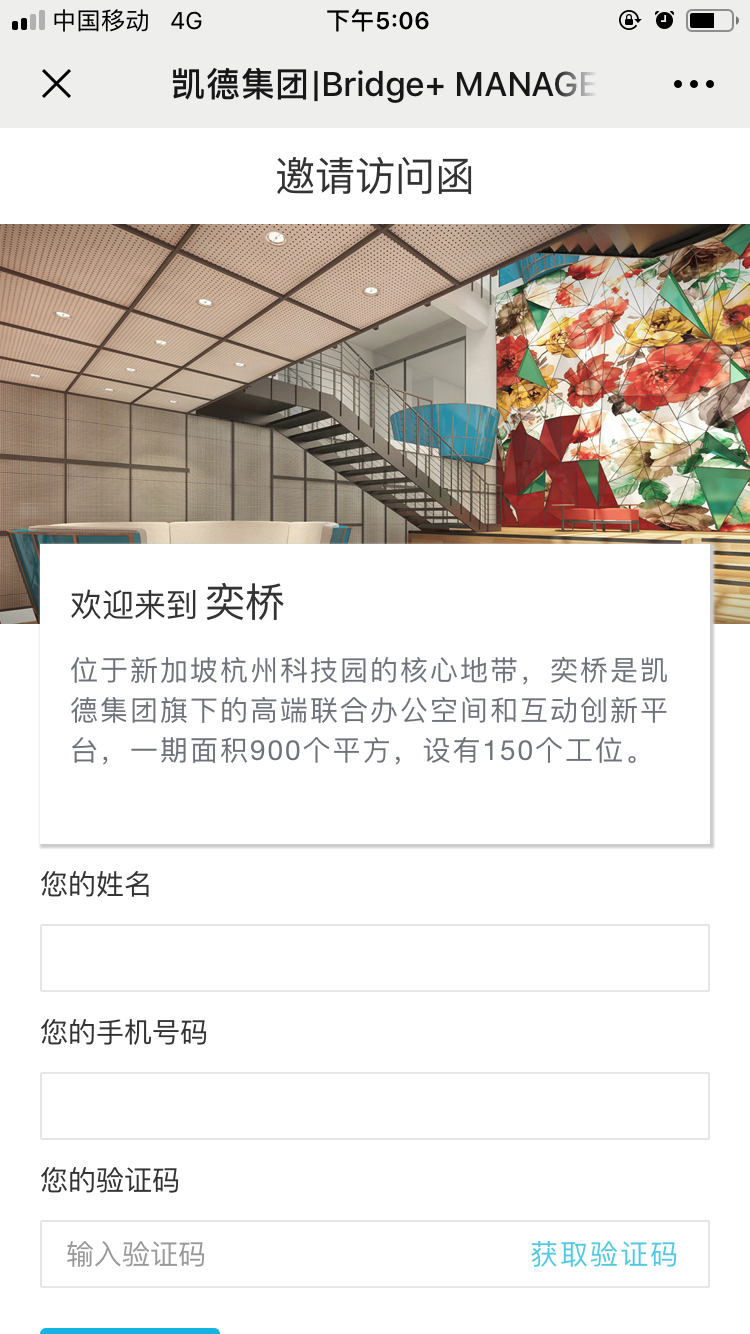 中国移动 4G 下午5:06
凯德集团|Bridge+ MANAGE
邀请访问函
欢迎来到 奕桥
位于新加坡杭州科技园的核心地带，奕桥是凯
德集团旗下的高端联合办公空间和互动创新平
台，一期面积900个平方，设有150个工位。
您的姓名
您的手机号码
您的验证码
输入验证码 获取验证码